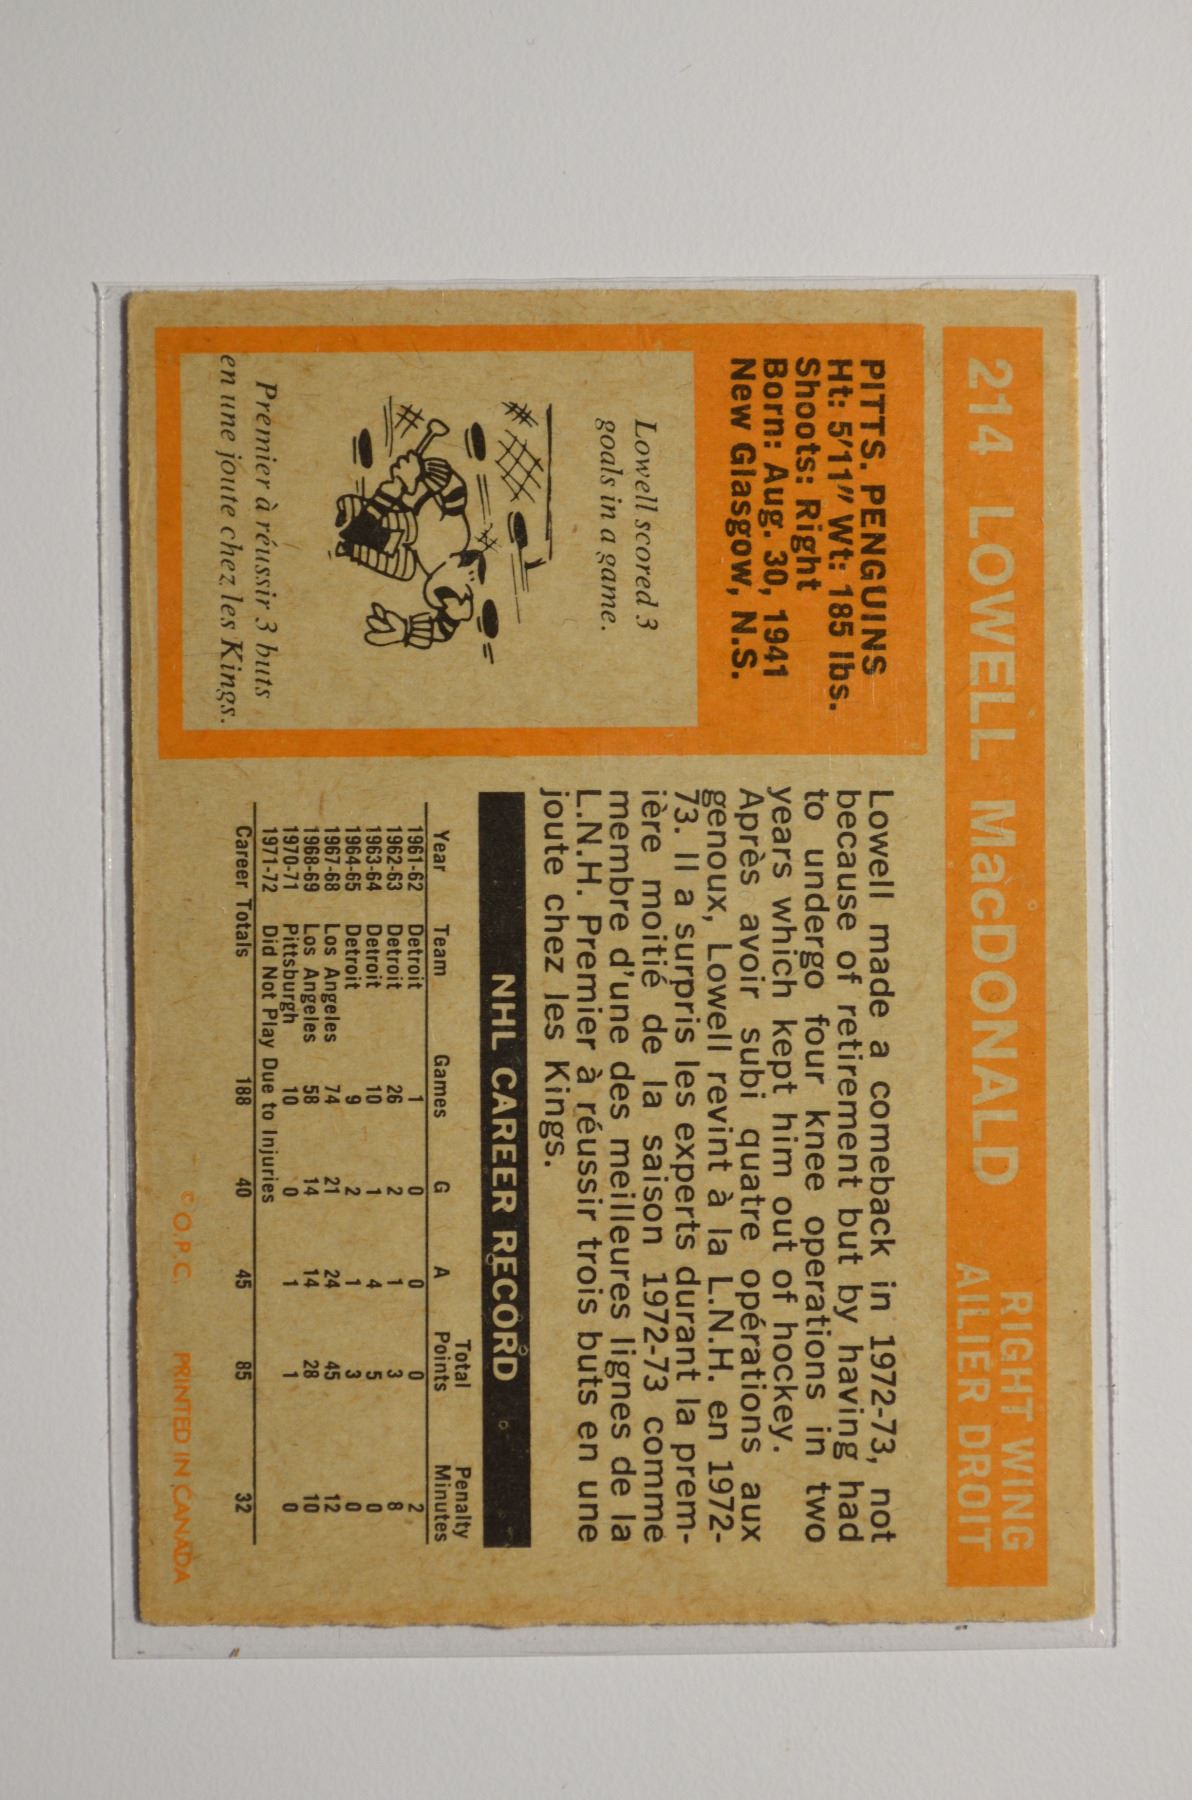 214 LOWELL MacDONALD
RIGHT WING
AILIER DROIT
PITTS. PENGUINS
Ht: 5'11" Wt: 185 lbs.
Shoots: Right
Born: Aug. 30, 1941
New Glasgow, N.S.
Lowell scored 3
goals in a game.
Premier à réussir 3 buts
en une joute chez les Kings.
Lowell made a comeback in 1972-73, not
because of retirement but by having had
to undergo four knee operations in two
years which kept him out of hockey.
Après avoir subi quatre opérations aux
genoux, Lowell revint à la L.N.H. en 1972-
73. Il a surpris les experts durant la prem-
ière moitié de la saison 1972-73 comme
membre d'une des meilleures lignes de la
L.N.H. Premier à réussir trois buts en une
joute chez les Kings.
NHL CAREER RECORD
Year Team Games G A Total Points Penalty Minutes
1961-62 Detroit 1 0 0 0 2
1962-63 Detroit 26 2 1 3 8
1963-64 Detroit 10 1 4 5 0
1964-65 Detroit 9 2 1 3 0
1967-68 Los Angeles 74 21 24 45 12
1968-69 Los Angeles 58 14 14 28 10
1970-71 Pittsburgh 10 0 1 1 0
1971-72 Did Not Play Due to Injuries
Career Totals 188 40 45 85 32
© O.P.C. PRINTED IN CANADA